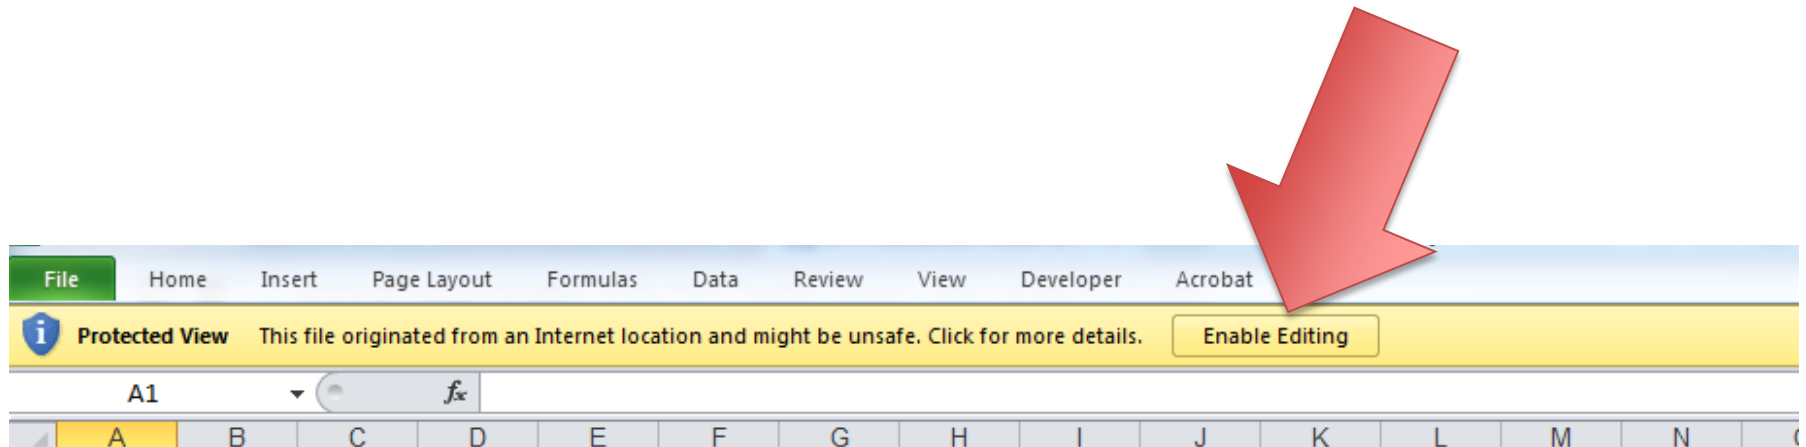 File Home Insert Page Layout Formulas Data Review View Developer Acrobat
i Protected View This file originated from an Internet location and might be unsafe. Click for more details. Enable Editing
A1 fx
A B C D E F G H I J K L M N